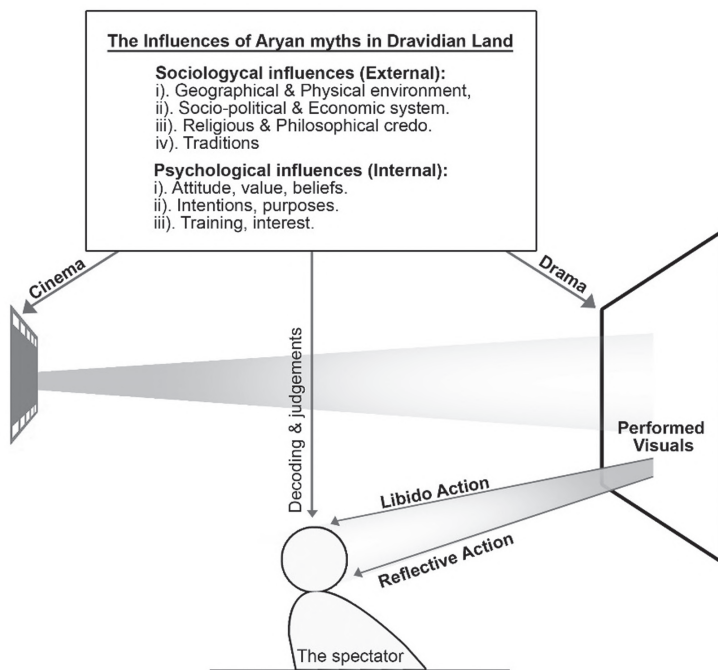 The Influences of Aryan myths in Dravidian Land
Sociologycal influences (External):
i). Geographical & Physical environment,
ii). Socio-political & Economic system.
iii). Religious & Philosophical credo.
iv). Traditions
Psychological influences (Internal):
i). Attitude, value, beliefs.
ii). Intentions, purposes.
iii). Training, interest.
Cinema
Drama
Decoding & judgements
Performed
Visuals
Libido Action
Reflective Action
The spectator